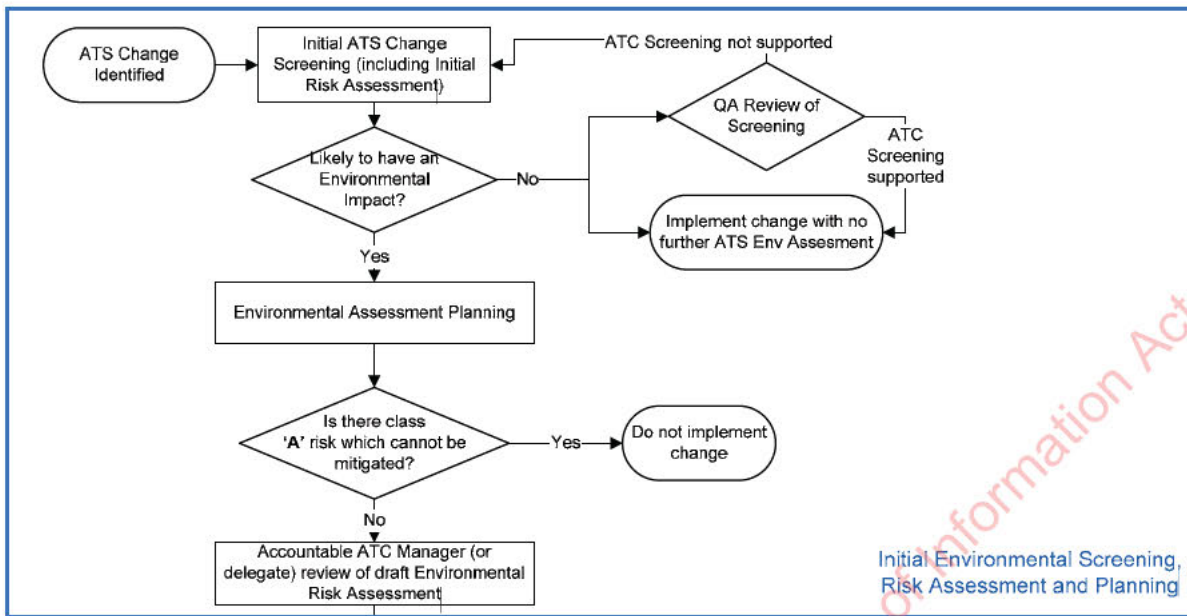 ATS Change
Identified
Initial ATS Change
Screening (including Initial
Risk Assessment)
ATC Screening not supported
QA Review of
Screening
ATC
Screening
supported
Likely to have an
Environmental
Impact?
No
Implement change with no
further ATS Env Assesment
Yes
Environmental Assessment Planning
Is there class
'A' risk which cannot be
mitigated?
Yes
Do not implement
change
No
Accountable ATC Manager (or
delegate) review of draft Environmental
Risk Assessment
Initial Environmental Screening,
Risk Assessment and Planning
of Information Act